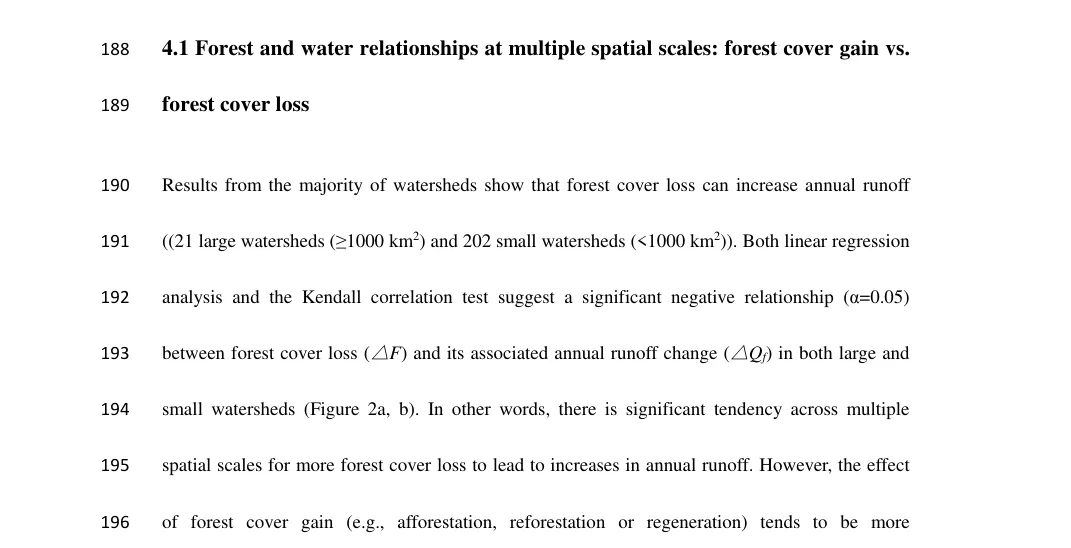 188 4.1 Forest and water relationships at multiple spatial scales: forest cover gain vs.
189 forest cover loss
190 Results from the majority of watersheds show that forest cover loss can increase annual runoff
191 ((21 large watersheds (≥1000 km²) and 202 small watersheds (<1000 km²)). Both linear regression
192 analysis and the Kendall correlation test suggest a significant negative relationship (α=0.05)
193 between forest cover loss (△F) and its associated annual runoff change (△Qf) in both large and
194 small watersheds (Figure 2a, b). In other words, there is significant tendency across multiple
195 spatial scales for more forest cover loss to lead to increases in annual runoff. However, the effect
196 of forest cover gain (e.g., afforestation, reforestation or regeneration) tends to be more